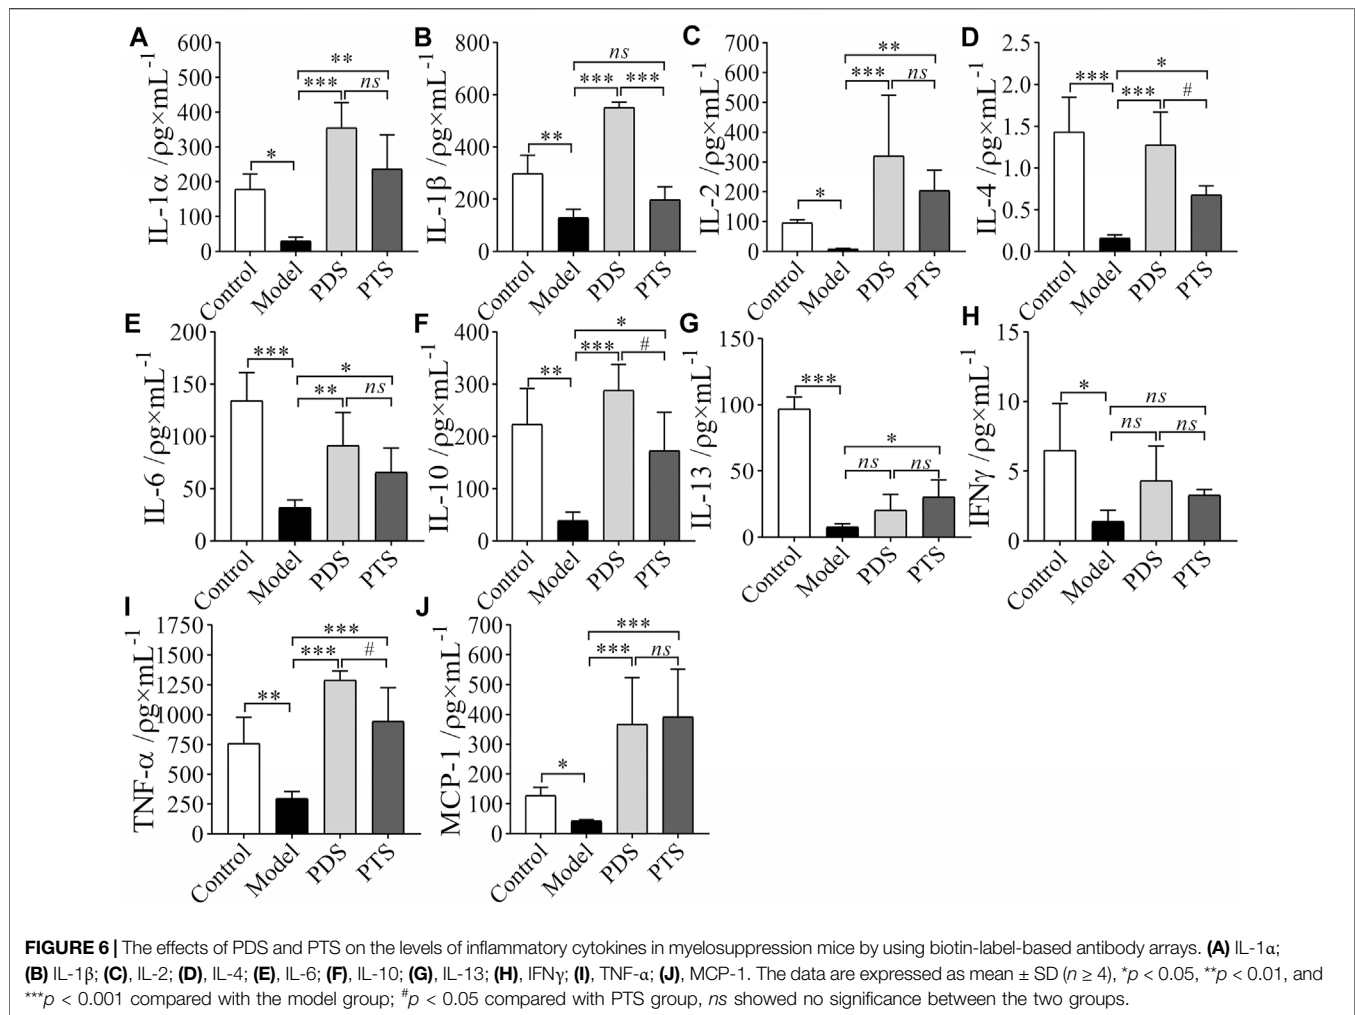 A
IL-1α /ρg×mL-1
600
500
400
300
200
100
0
*
***
**
ns
Control
Model
PDS
PTS
B
IL-1β /ρg×mL-1
800
600
400
200
0
**
***
***
ns
Control
Model
PDS
PTS
C
IL-2 /ρg×mL-1
700
600
500
400
300
200
100
0
*
***
**
ns
Control
Model
PDS
PTS
D
IL-4 /ρg×mL-1
2.5
2.0
1.5
1.0
0.5
0.0
***
***
*
#
Control
Model
PDS
PTS
E
IL-6 /ρg×mL-1
200
150
100
50
0
***
**
*
ns
Control
Model
PDS
PTS
F
IL-10 /ρg×mL-1
400
300
200
100
0
**
***
*
#
Control
Model
PDS
PTS
G
IL-13 /ρg×mL-1
150
100
50
0
***
ns
*
ns
Control
Model
PDS
PTS
H
IFNγ /ρg×mL-1
15
10
5
0
*
ns
ns
ns
Control
Model
PDS
PTS
I
TNF-α /ρg×mL-1
1750
1500
1250
1000
750
500
250
0
**
***
***
#
Control
Model
PDS
PTS
J
MCP-1 /ρg×mL-1
700
600
500
400
300
200
100
0
*
***
***
ns
Control
Model
PDS
PTS
FIGURE 6 | The effects of PDS and PTS on the levels of inflammatory cytokines in myelosuppression mice by using biotin-label-based antibody arrays. (A) IL-1α;
(B) IL-1β; (C), IL-2; (D), IL-4; (E), IL-6; (F), IL-10; (G), IL-13; (H), IFNγ; (I), TNF-α; (J), MCP-1. The data are expressed as mean ± SD (n ≥ 4), *p < 0.05, **p < 0.01, and
***p < 0.001 compared with the model group; #p < 0.05 compared with PTS group, ns showed no significance between the two groups.